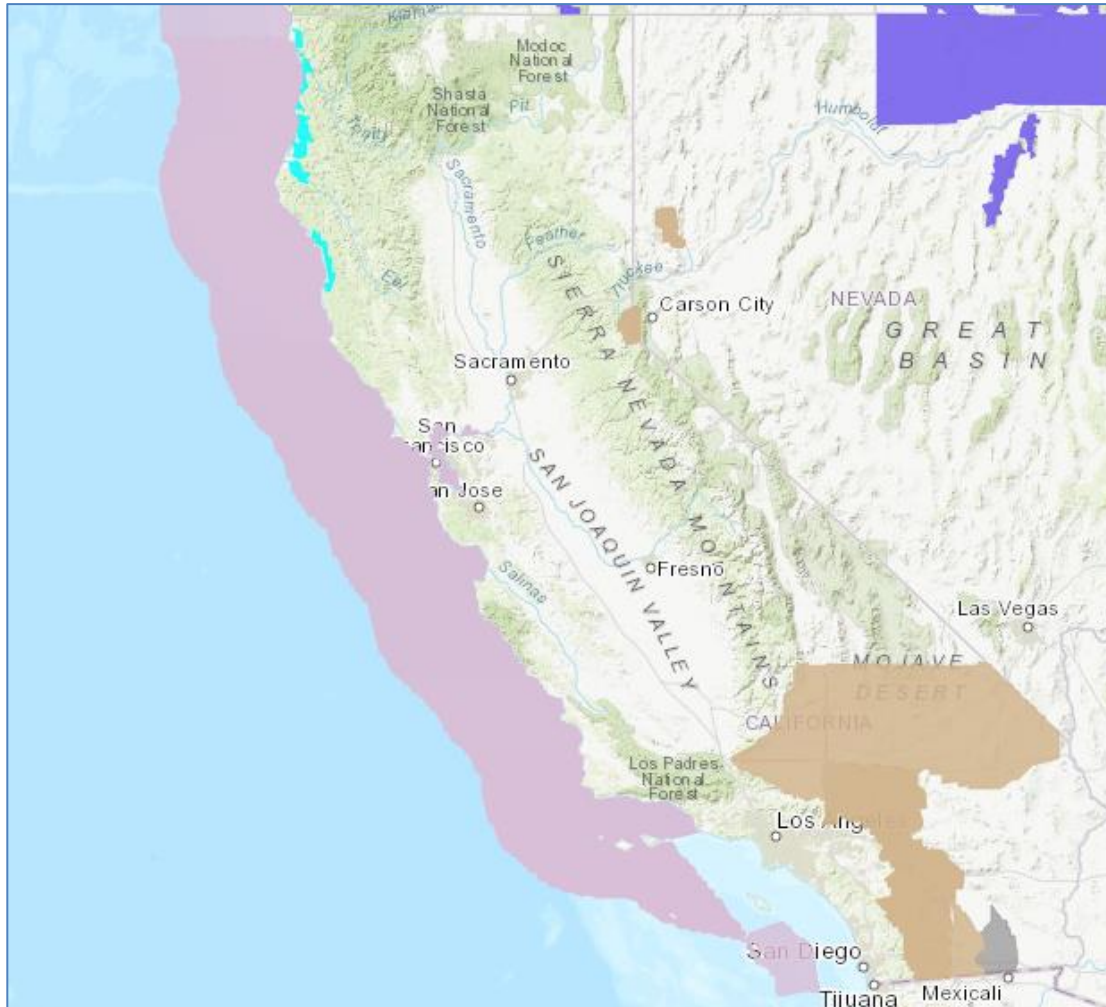 Klamath
Modoc
National
Forest
Shasta
National
Forest
Pit
Trinity
Humboldt
Sacramento
Feather
Eel
Truckee
Carson City
NEVADA
GREAT
BASIN
Sacramento
SIERRA NEVADA MOUNTAINS
San
ancisco
an Jose
SAN JOAQUIN VALLEY
Salinas
Fresno
Las Vegas
MOJAVE
DESERT
CALIFORNIA
Los Padres
National
Forest
Los Angeles
San Diego
Tijuana
Mexicali